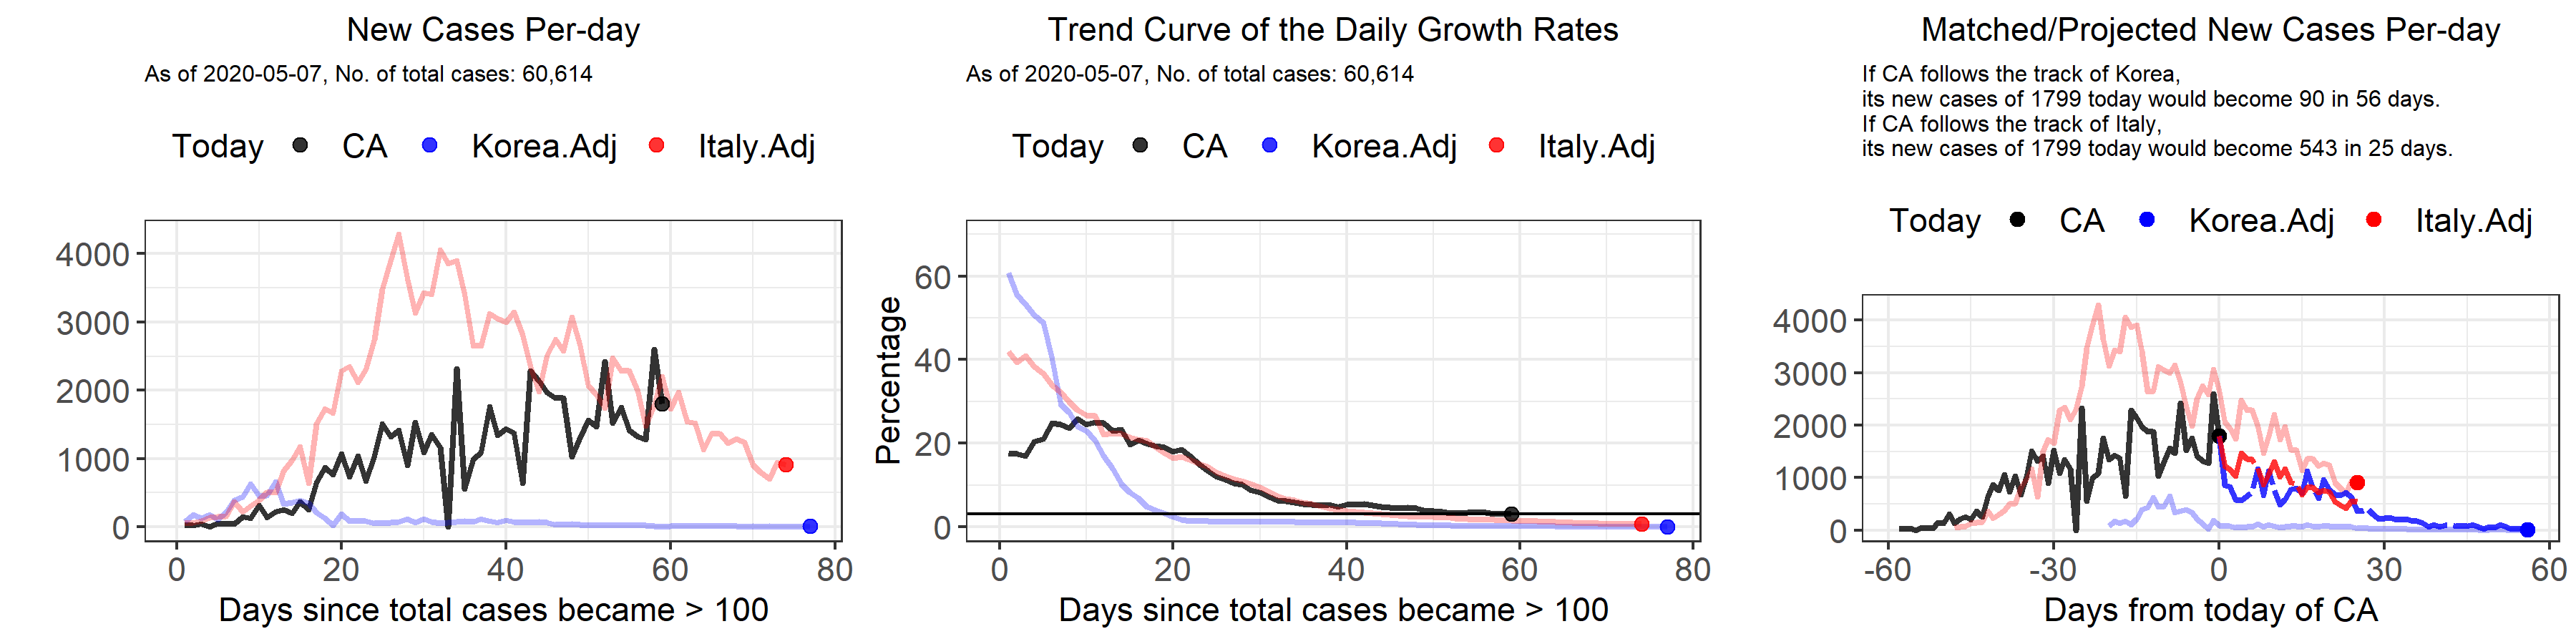 New Cases Per-day
As of 2020-05-07, No. of total cases: 60,614
Today CA Korea.Adj Italy.Adj
4000
3000
2000
1000
0
0 20 40 60 80
Days since total cases became > 100
Trend Curve of the Daily Growth Rates
As of 2020-05-07, No. of total cases: 60,614
Today CA Korea.Adj Italy.Adj
Percentage
60
40
20
0
0 20 40 60 80
Days since total cases became > 100
Matched/Projected New Cases Per-day
If CA follows the track of Korea,
its new cases of 1799 today would become 90 in 56 days.
If CA follows the track of Italy,
its new cases of 1799 today would become 543 in 25 days.
Today CA Korea.Adj Italy.Adj
4000
3000
2000
1000
0
-60 -30 0 30 60
Days from today of CA